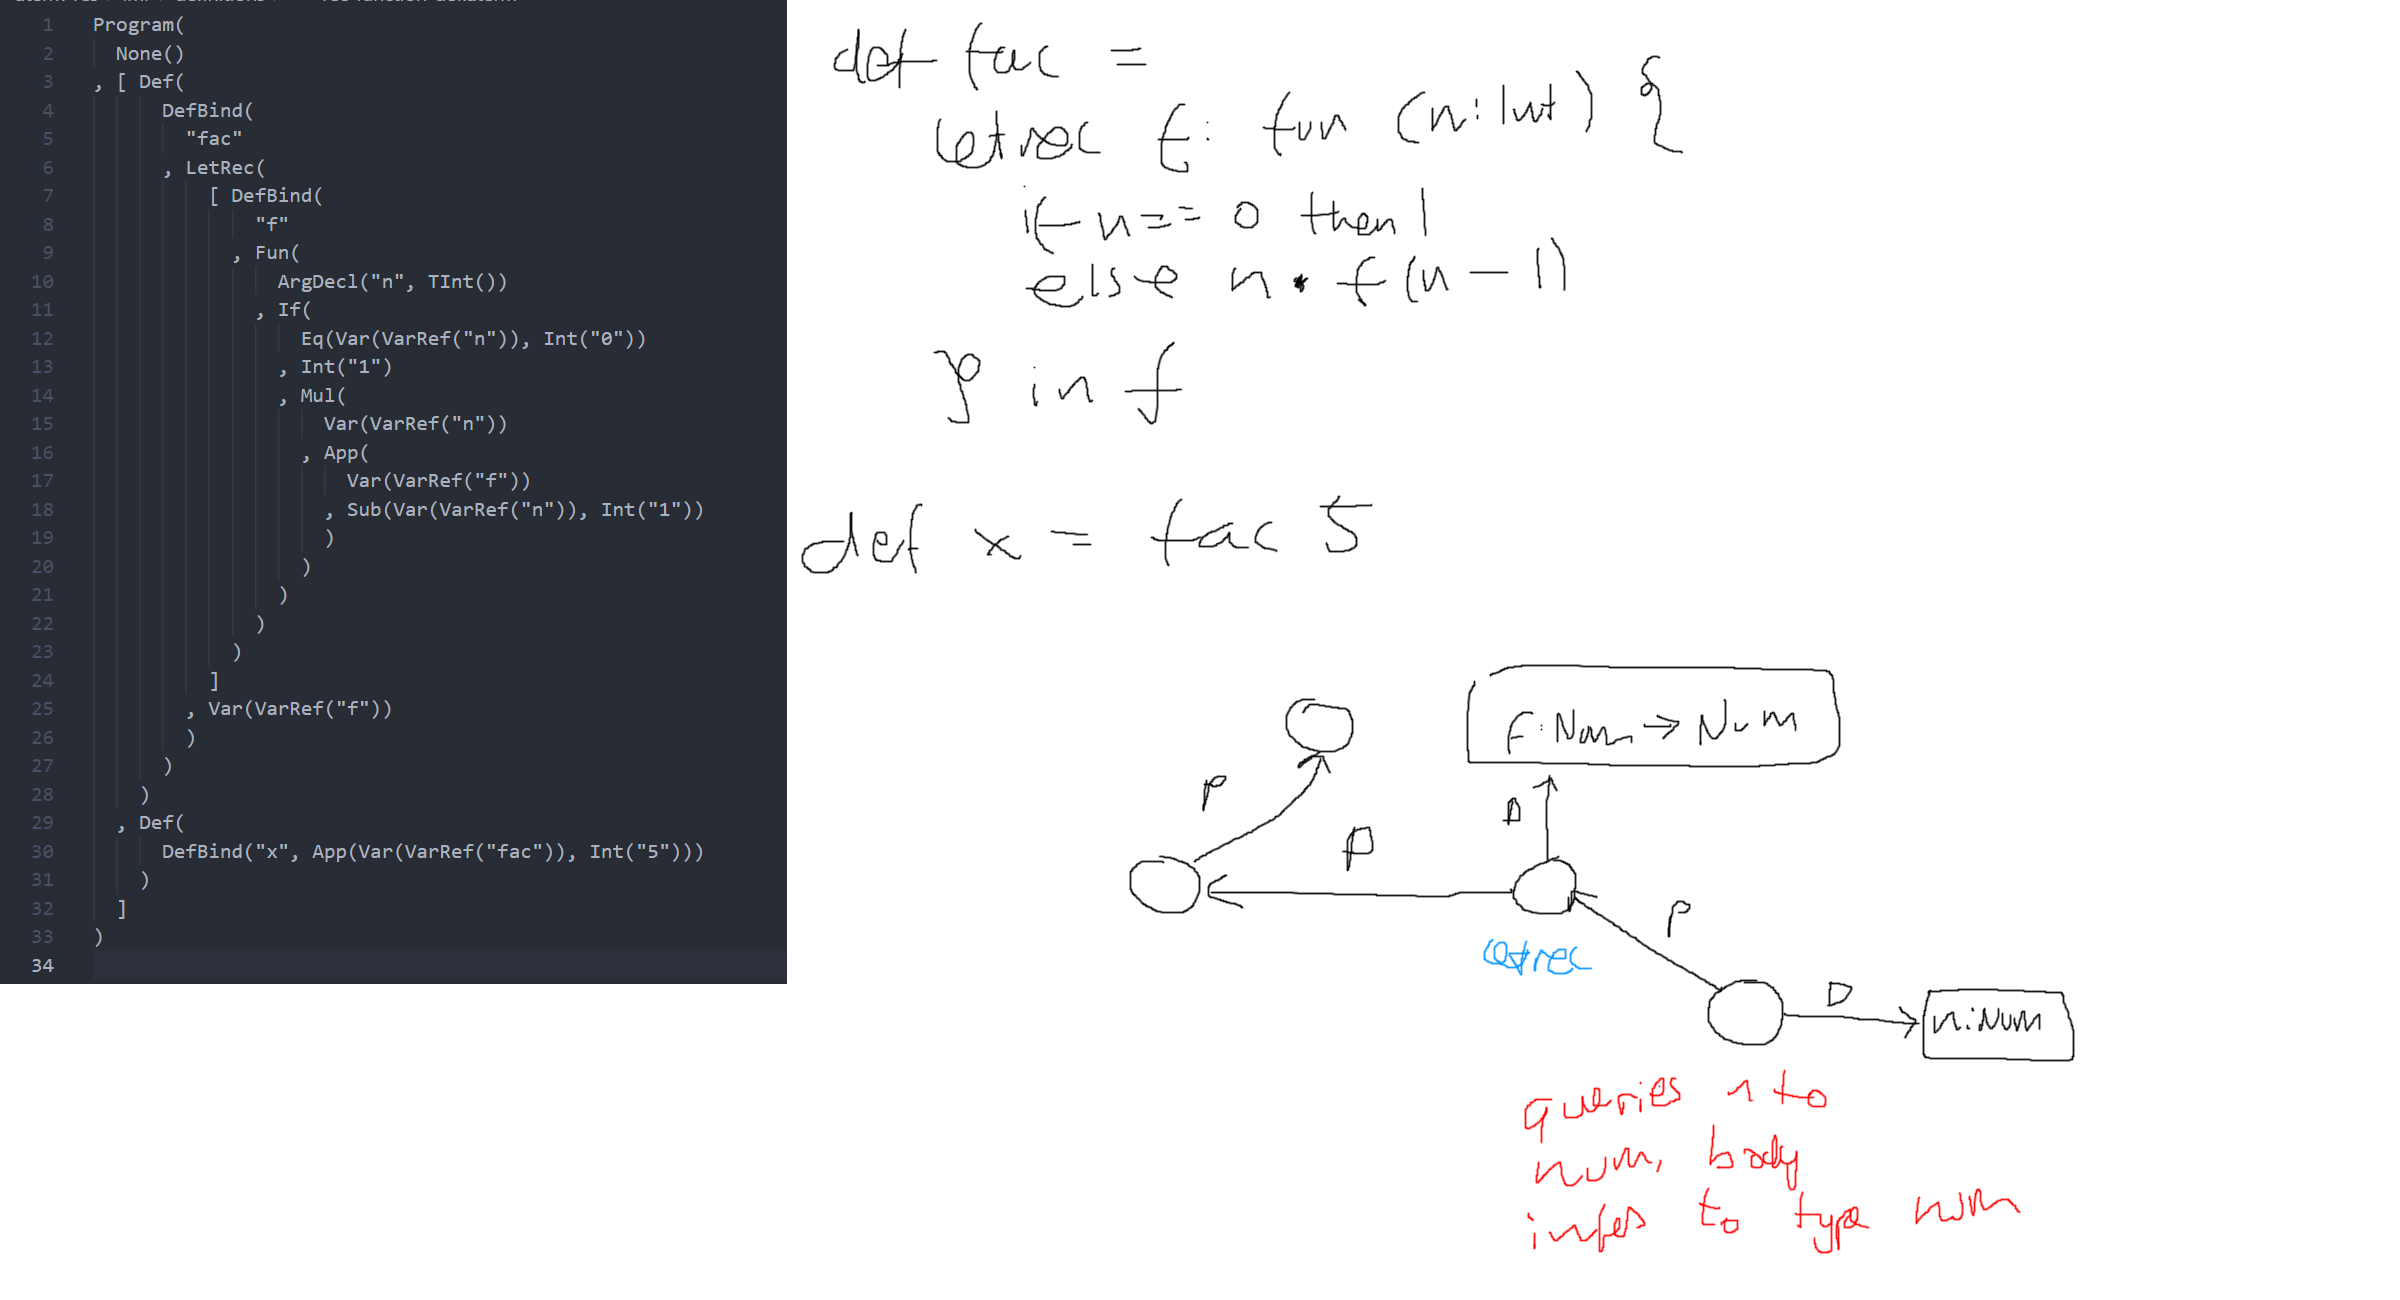 1 Program(
2 None()
3 , [ Def(
4 DefBind(
5 "fac"
6 , LetRec(
7 [ DefBind(
8 "f"
9 , Fun(
10 ArgDecl("n", TInt())
11 , If(
12 Eq(Var(VarRef("n")), Int("0"))
13 , Int("1")
14 , Mul(
15 Var(VarRef("n"))
16 , App(
17 Var(VarRef("f"))
18 , Sub(Var(VarRef("n")), Int("1"))
19 )
20 )
21 )
22 )
23 )
24 ]
25 , Var(VarRef("f"))
26 )
27 )
28 )
29 , Def(
30 DefBind("x", App(Var(VarRef("fac")), Int("5")))
31 )
32 ]
33 )
34
def fac =
letrec f: fun (n: Int) {
if n == 0 then 1
else n * f(n - 1)
} in f
def x = fac 5
f: Num → Num
P
D
P
P
letrec
D
n: Num
queries n to
num, body
infes to type num